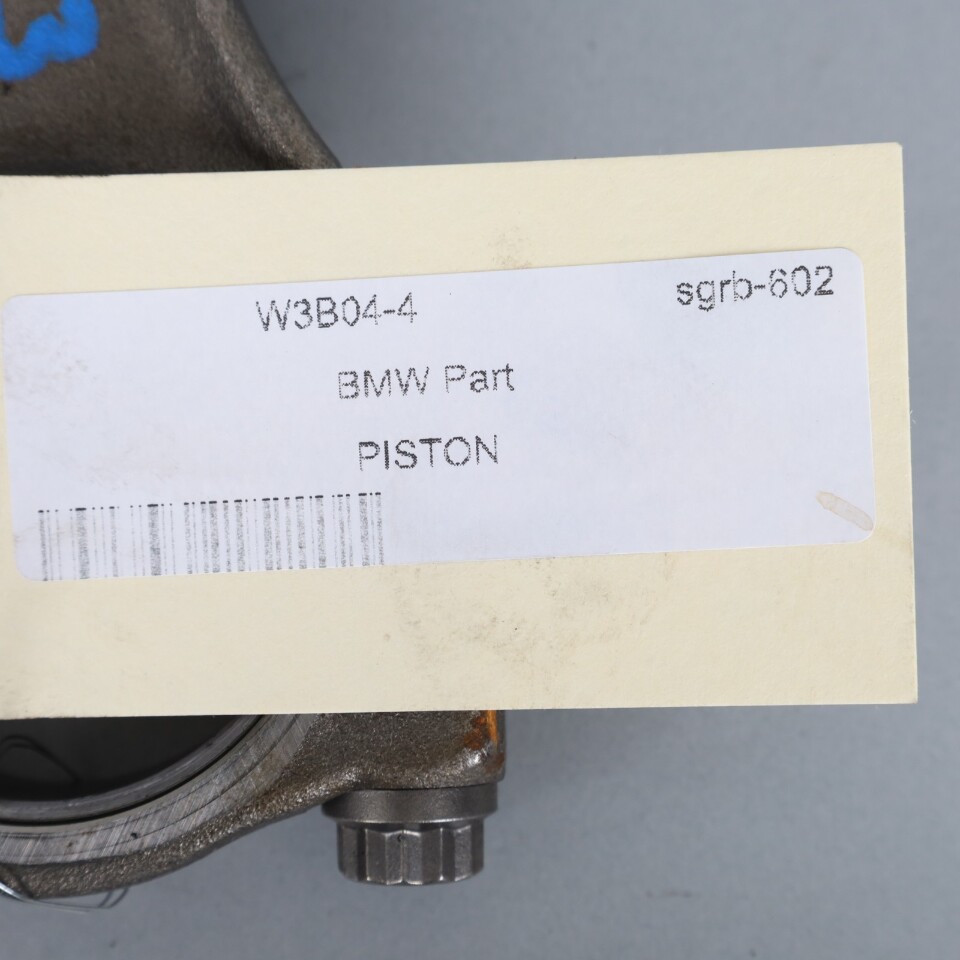 W3B04-4 sgrb-602
BMW Part
PISTON